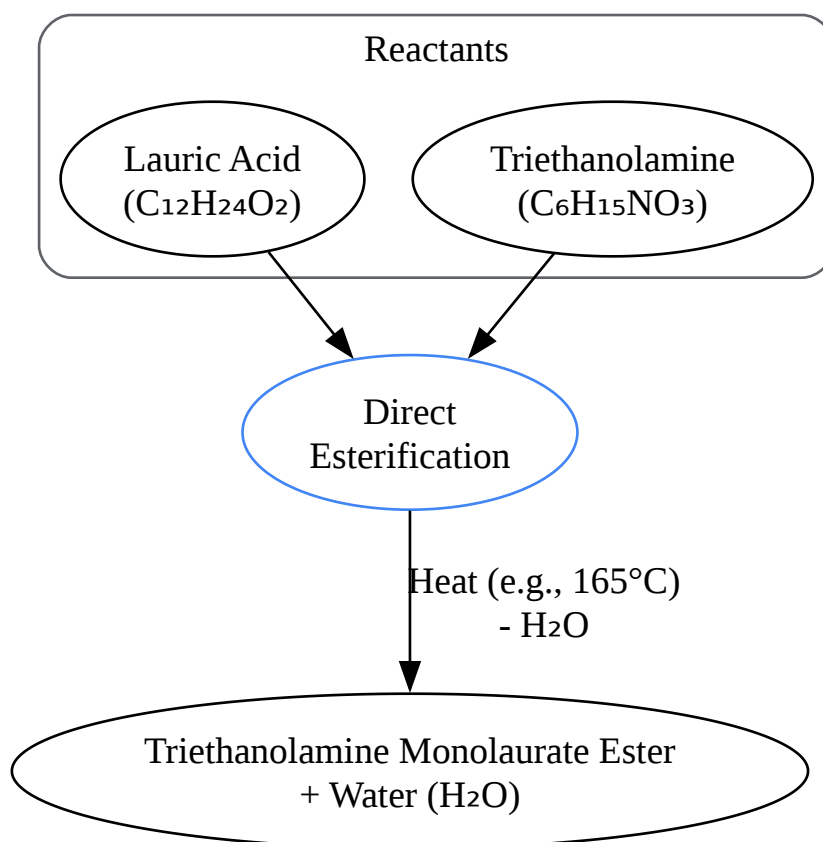 Reactants
Lauric Acid
(C₁₂H₂₄O₂)
Triethanolamine
(C₆H₁₅NO₃)
Direct
Esterification
Heat (e.g., 165°C)
- H₂O
Triethanolamine Monolaurate Ester
+ Water (H₂O)